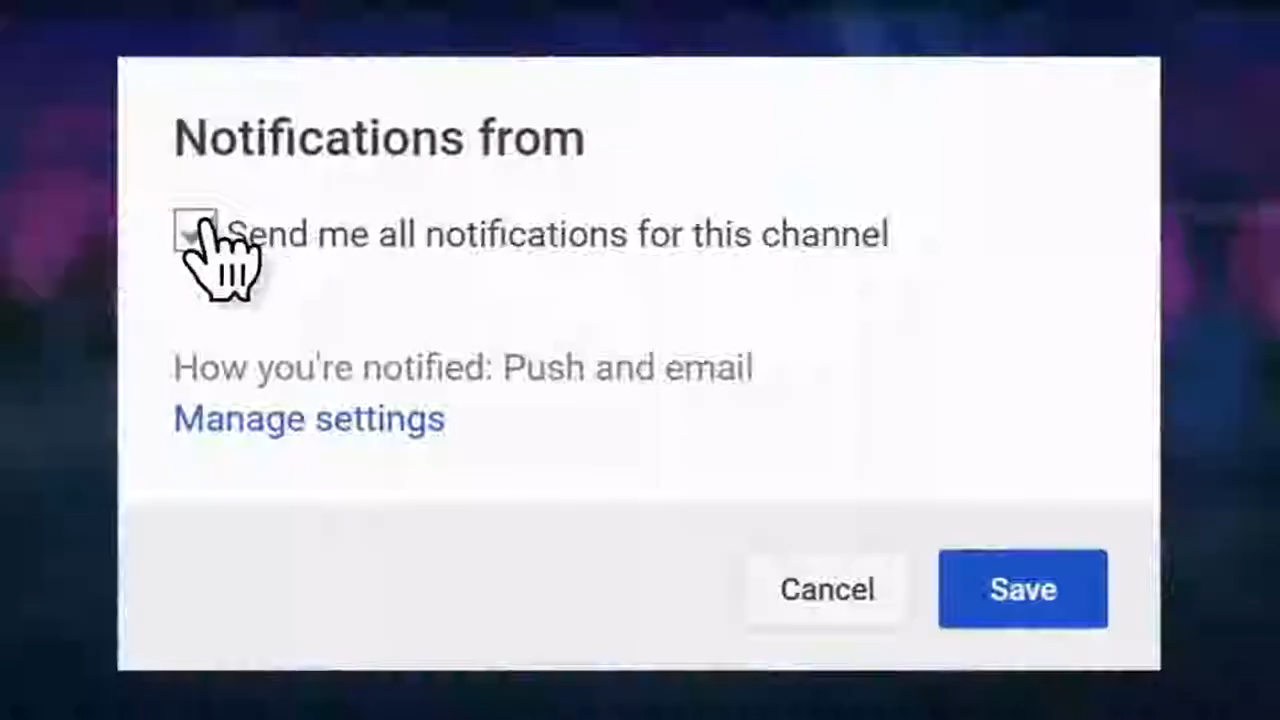 Notifications from
Send me all notifications for this channel
How you're notified: Push and email
Manage settings
Cancel
Save